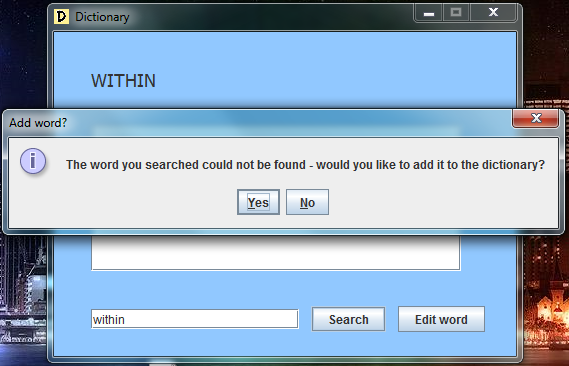 Dictionary
WITHIN
Add word?
The word you searched could not be found - would you like to add it to the dictionary?
Yes No
within Search Edit word